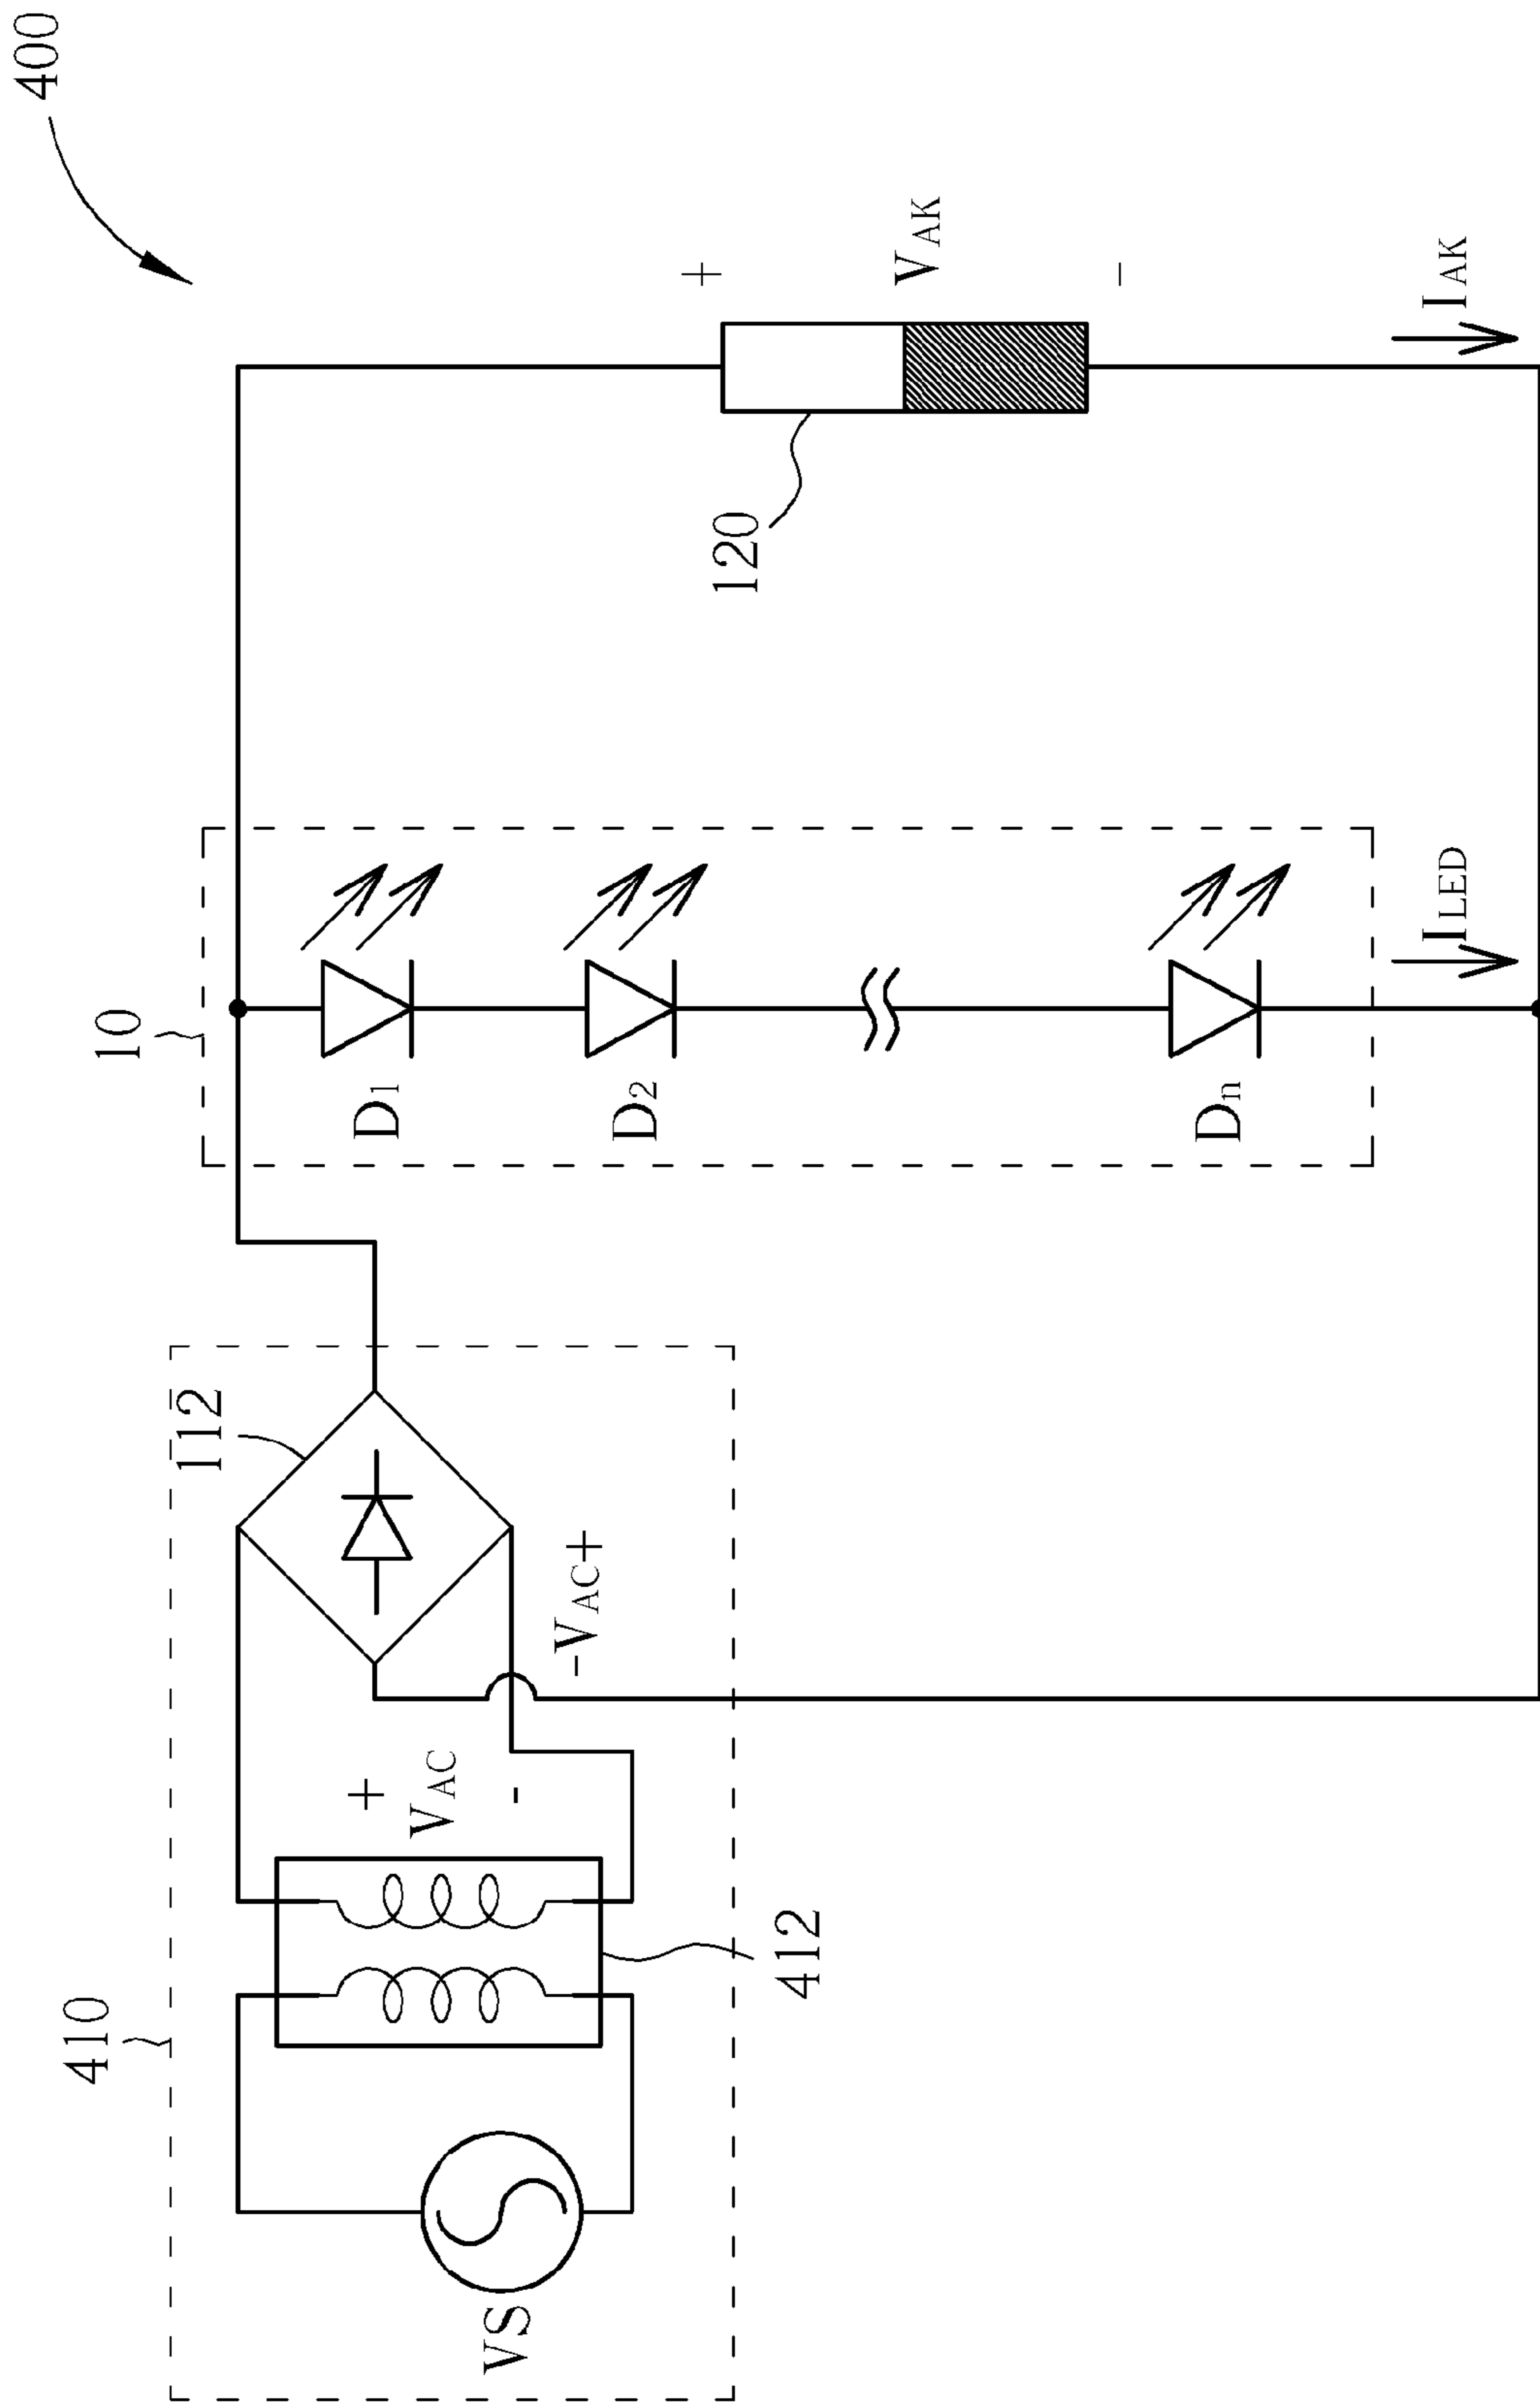 400
410
112
10
VS
412
+
VAC
-
-VAC+
D1
D2
Dn
ILED
120
+
VAK
-
IAK